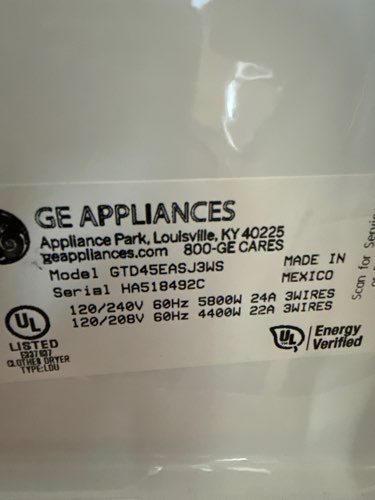 GE APPLIANCES
Appliance Park, Louisville, KY 40225
geappliances.com 800-GE CARES
Model GTD45EASJ3WS
Serial HA518492C
MADE IN
MEXICO
120/240V 60Hz 5800W 24A 3WIRES
120/208V 60Hz 4400W 22A 3WIRES
UL
LISTED
CLOTHES DRYER
TYPE:LDU
UL
Energy
Verified
Scan for Servic